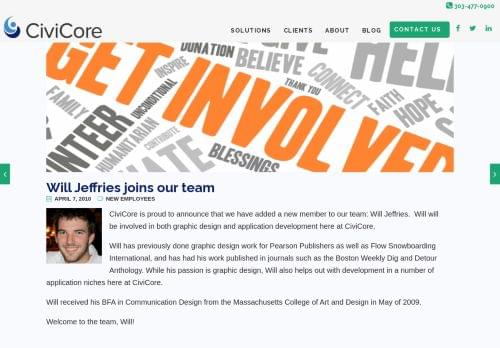 303-477-0900
CiviCore
SOLUTIONS CLIENTS ABOUT BLOG CONTACT US
DONATION
GIVE
HELP
INSPIRE
BELIEVE
GET INVOLVED
THANK YOU
CONNECT
FAITH
HOPE
CARE
FAMILY
UNCONDITIONAL
VOLUNTEER
HUMANITARIAN
CONTRIBUTE
BLESSINGS
Will Jeffries joins our team
APRIL 7, 2010 NEW EMPLOYEES
CiviCore is proud to announce that we have added a new member to our team: Will Jeffries. Will will
be involved in both graphic design and application development here at CiviCore.
Will has previously done graphic design work for Pearson Publishers as well as Flow Snowboarding
International, and has had his work published in journals such as the Boston Weekly Dig and Detour
Anthology. While his passion is graphic design, Will also helps out with development in a number of
application niches here at CiviCore.
Will received his BFA in Communication Design from the Massachusetts College of Art and Design in May of 2009.
Welcome to the team, Will!